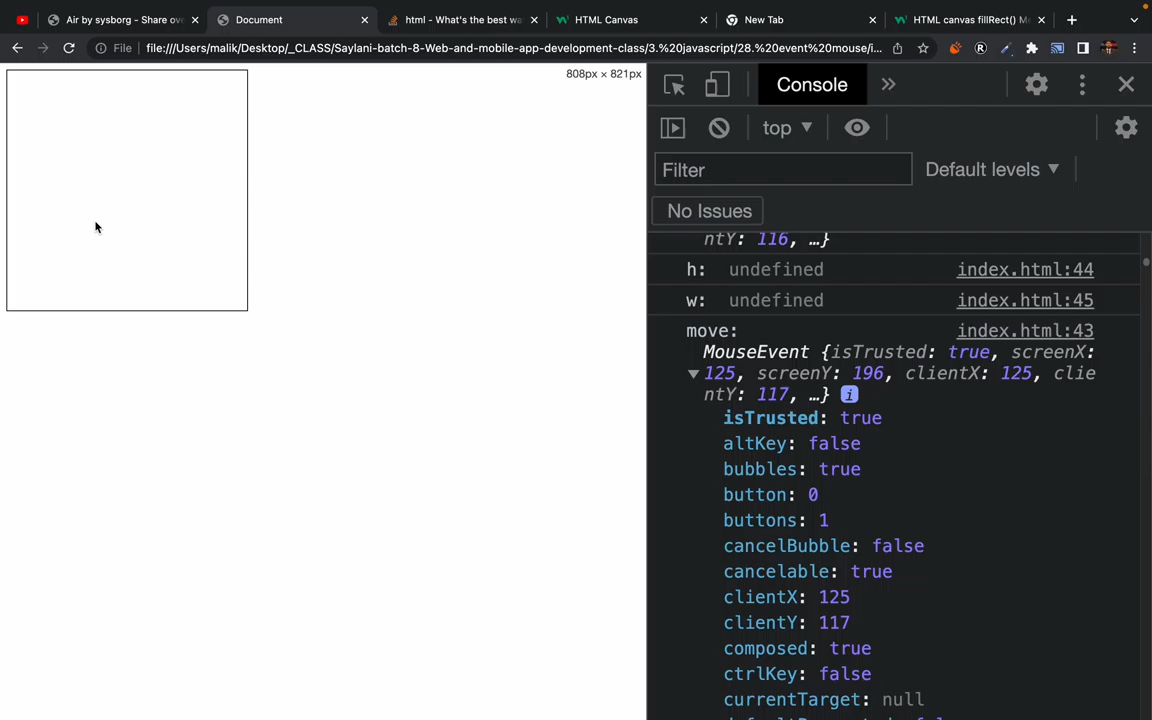 Air by sysborg - Share ove
Document
html - What's the best wa
HTML Canvas
New Tab
HTML canvas fillRect() Me
File
file:///Users/malik/Desktop/_CLASS/Saylani-batch-8-Web-and-mobile-app-development-class/3.%20javascript/28.%20event%20mouse/i...
808px × 821px
Console
top
Filter
Default levels
No Issues
ntY: 116, …}
h: undefined index.html:44
w: undefined index.html:45
move: index.html:43
MouseEvent {isTrusted: true, screenX:
125, screenY: 196, clientX: 125, clie
ntY: 117, …} i
isTrusted: true
altKey: false
bubbles: true
button: 0
buttons: 1
cancelBubble: false
cancelable: true
clientX: 125
clientY: 117
composed: true
ctrlKey: false
currentTarget: null